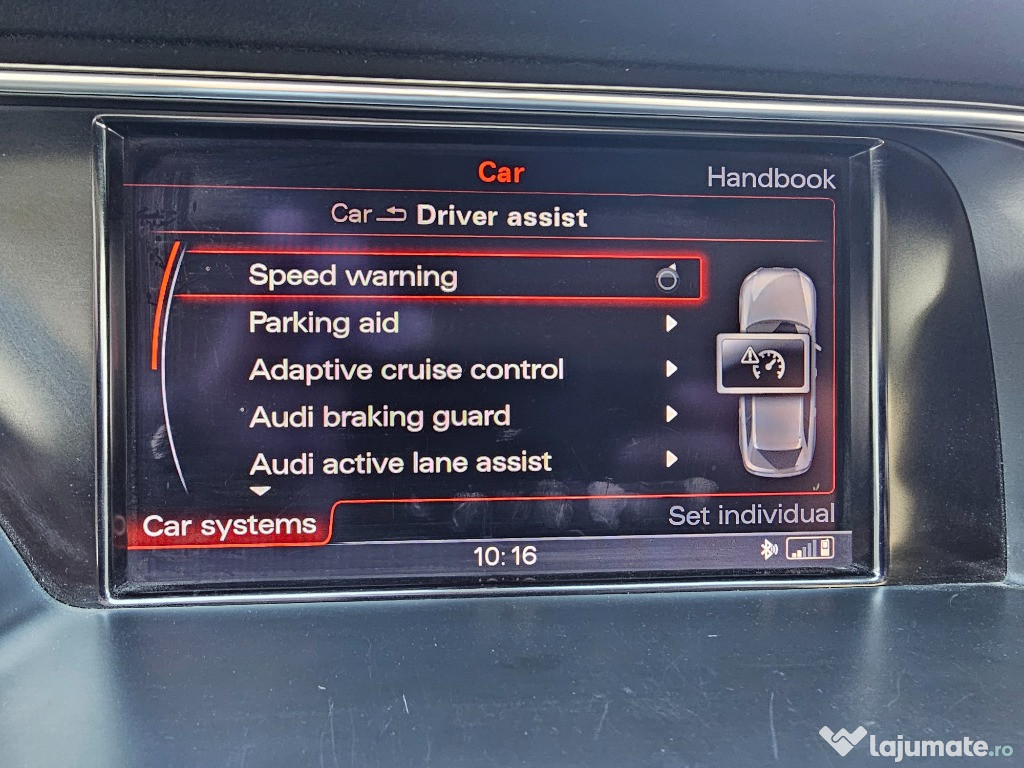 Car
Handbook
Car Driver assist
Speed warning
Parking aid
Adaptive cruise control
Audi braking guard
Audi active lane assist
Car systems
Set individual
10:16
lajumate.ro